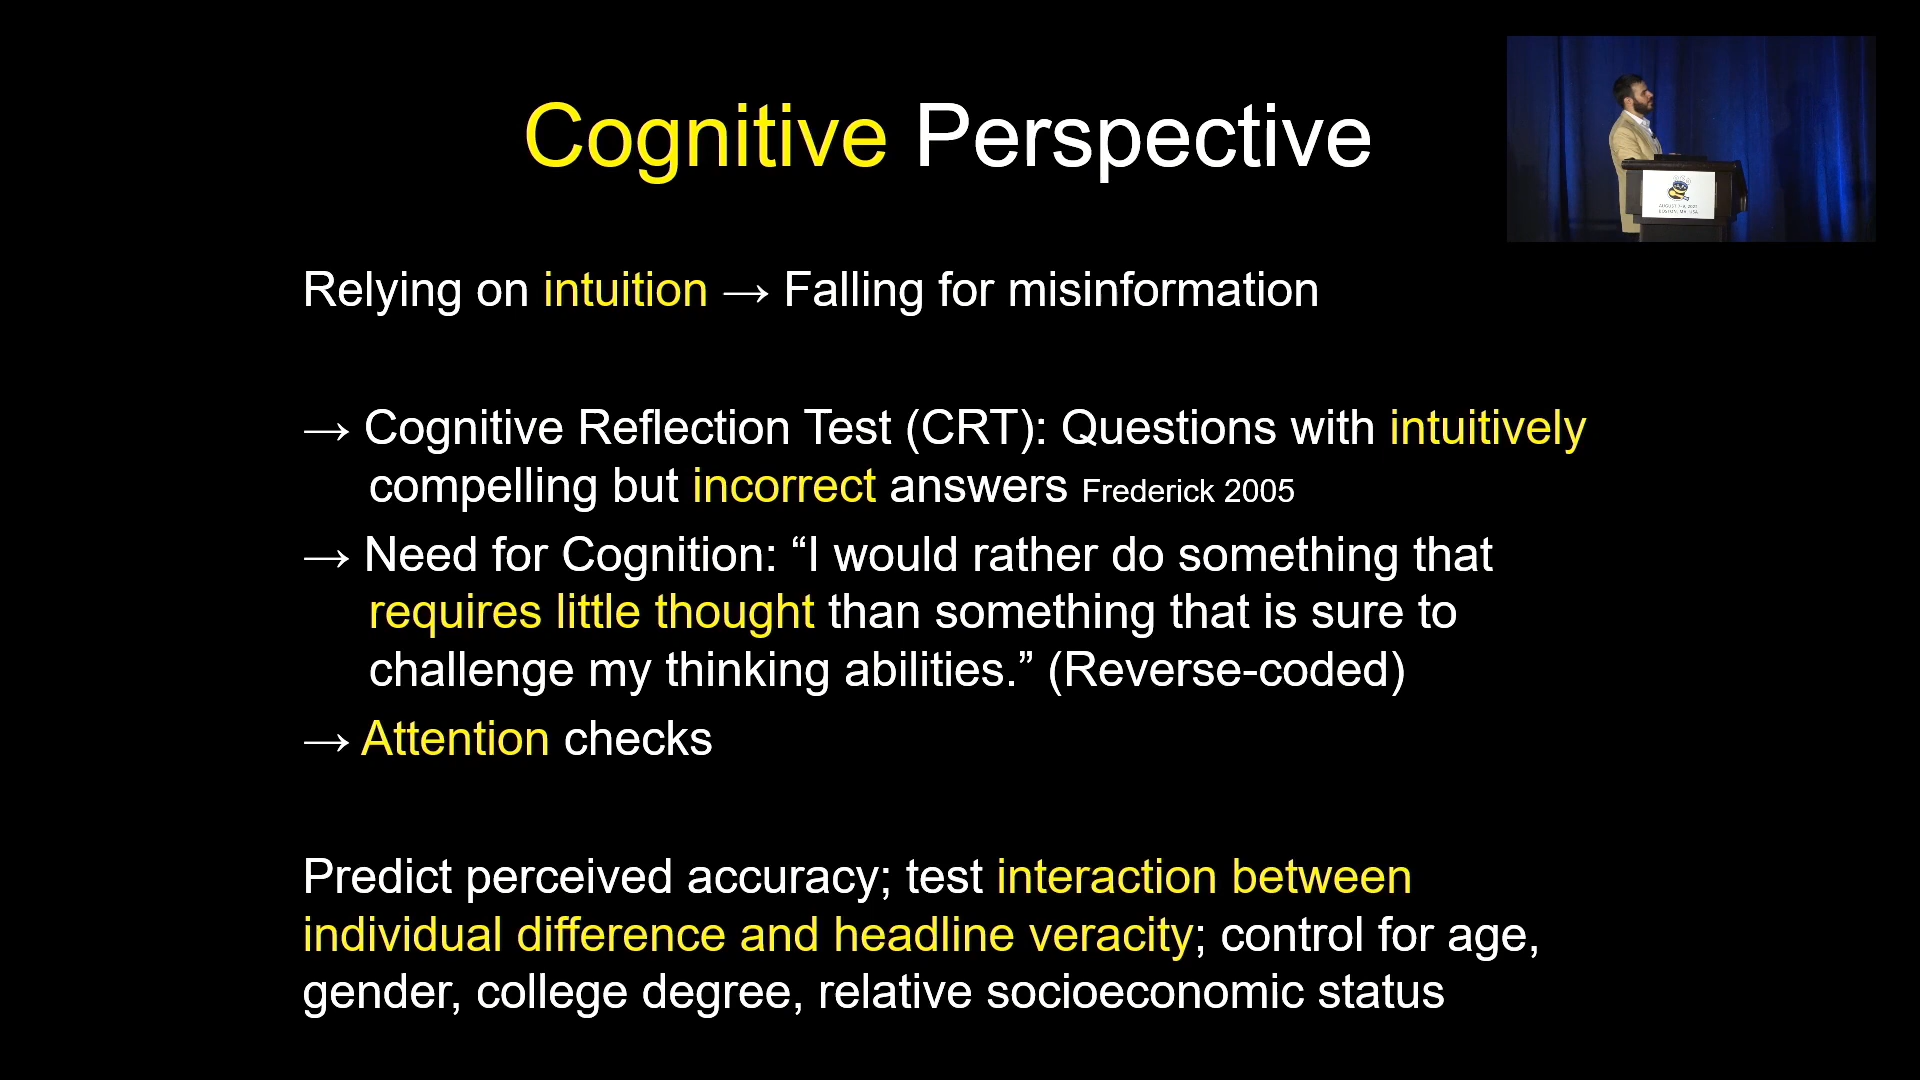 Cognitive Perspective
Relying on intuition → Falling for misinformation
→ Cognitive Reflection Test (CRT): Questions with intuitively
compelling but incorrect answers Frederick 2005
→ Need for Cognition: “I would rather do something that
requires little thought than something that is sure to
challenge my thinking abilities.” (Reverse-coded)
→ Attention checks
Predict perceived accuracy; test interaction between
individual difference and headline veracity; control for age,
gender, college degree, relative socioeconomic status
BOSTON, MA, USA